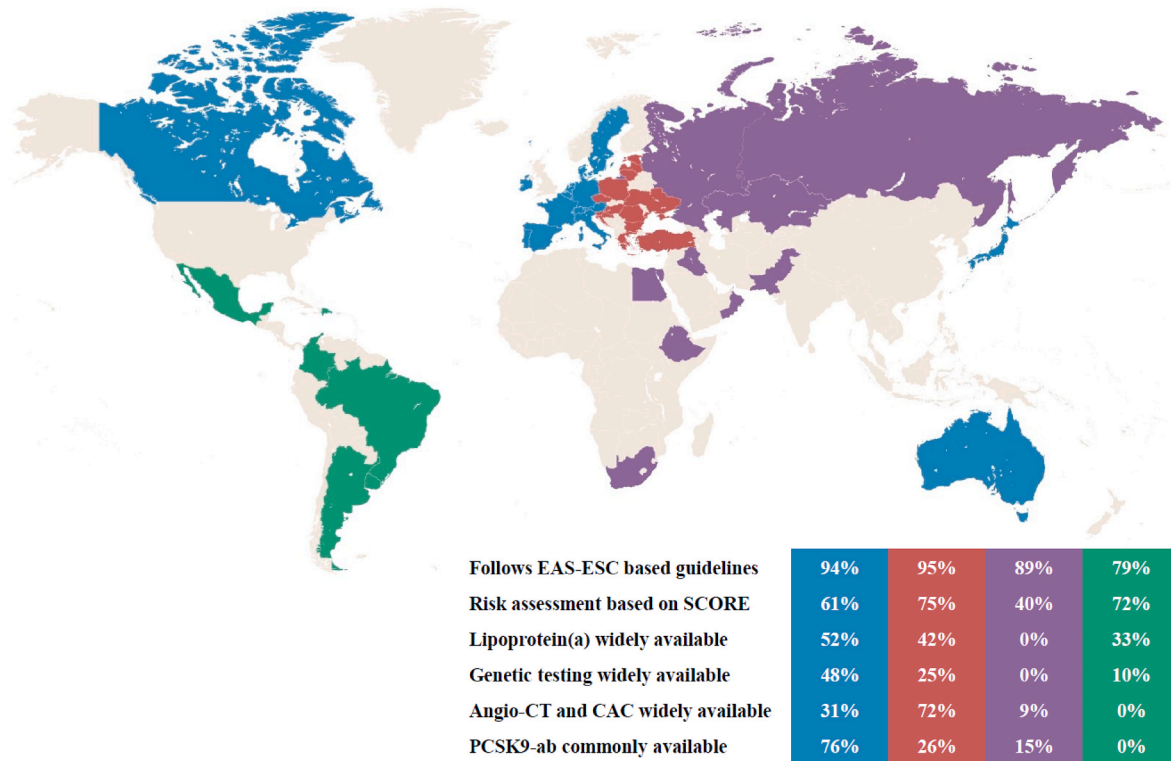 Follows EAS-ESC based guidelines 94% 95% 89% 79%
Risk assessment based on SCORE 61% 75% 40% 72%
Lipoprotein(a) widely available 52% 42% 0% 33%
Genetic testing widely available 48% 25% 0% 10%
Angio-CT and CAC widely available 31% 72% 9% 0%
PCSK9-ab commonly available 76% 26% 15% 0%